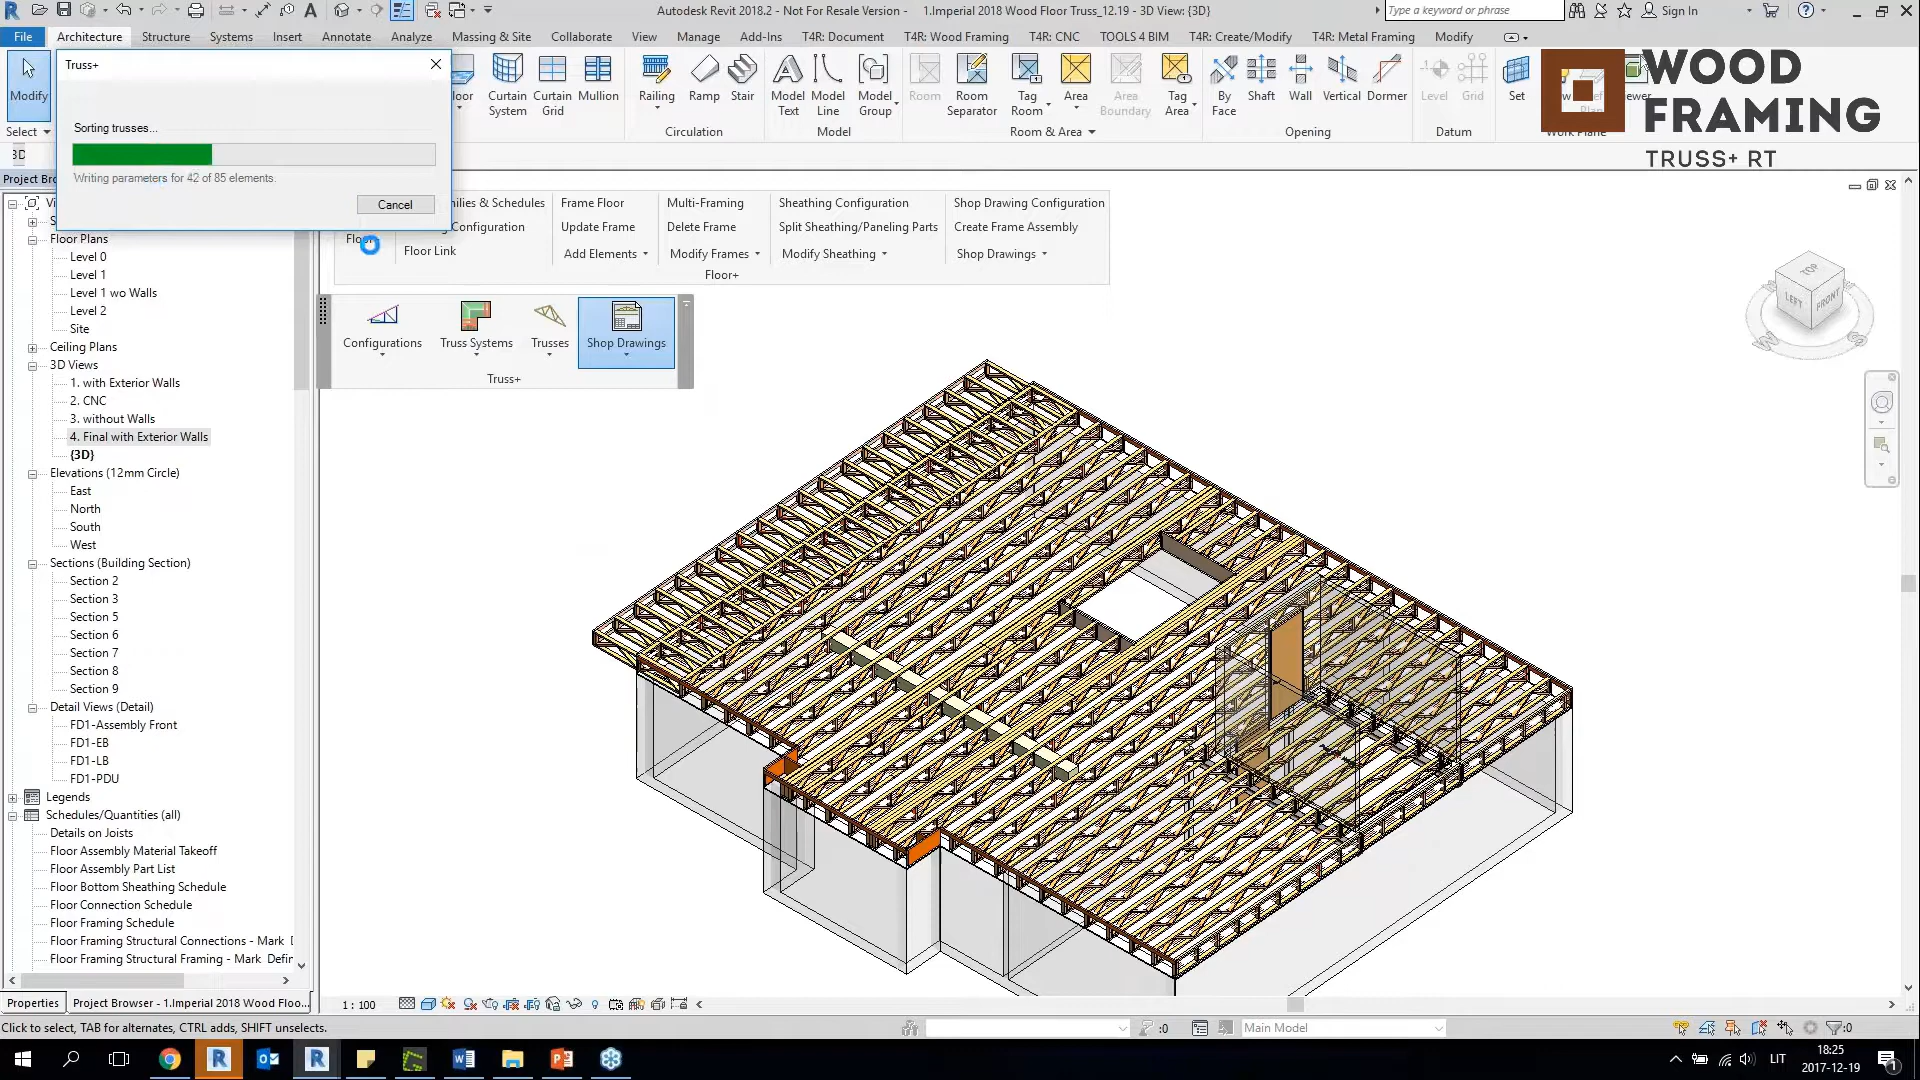 Autodesk Revit 2018.2 - Not For Resale Version - 1.Imperial 2018 Wood Floor Truss_12.19 - 3D View: {3D}
Type a keyword or phrase
Sign In
File Architecture Structure Systems Insert Annotate Analyze Massing & Site Collaborate View Manage Add-Ins T4R: Document T4R: Wood Framing T4R: CNC TOOLS 4 BIM T4R: Create/Modify T4R: Metal Framing Modify
WOOD
FRAMING
TRUSS+ RT
Truss+
Sorting trusses...
Writing parameters for 42 of 85 elements.
Cancel
Modify
Select
Curtain System
Curtain Grid
Mullion
Railing
Ramp
Stair
Model Text
Model Line
Model Group
Room
Room Separator
Tag Room
Area
Area Boundary
Tag Area
By Face
Shaft
Wall
Vertical
Dormer
Level
Grid
Set
Circulation
Model
Room & Area
Opening
Datum
3D
Project Bro
Families & Schedules
Configuration
Floor Link
Frame Floor
Update Frame
Add Elements
Multi-Framing
Delete Frame
Modify Frames
Sheathing Configuration
Split Sheathing/Paneling Parts
Modify Sheathing
Shop Drawing Configuration
Create Frame Assembly
Shop Drawings
Floor+
Configurations
Truss Systems
Trusses
Shop Drawings
Truss+
TOP
LEFT
FRONT
Floor Plans
Level 0
Level 1
Level 1 wo Walls
Level 2
Site
Ceiling Plans
3D Views
1. with Exterior Walls
2. CNC
3. without Walls
4. Final with Exterior Walls
{3D}
Elevations (12mm Circle)
East
North
South
West
Sections (Building Section)
Section 2
Section 3
Section 5
Section 6
Section 7
Section 8
Section 9
Detail Views (Detail)
FD1-Assembly Front
FD1-EB
FD1-LB
FD1-PDU
Legends
Schedules/Quantities (all)
Details on Joists
Floor Assembly Material Takeoff
Floor Assembly Part List
Floor Bottom Sheathing Schedule
Floor Connection Schedule
Floor Framing Schedule
Floor Framing Structural Connections - Mark D
Floor Framing Structural Framing - Mark Defin
Properties
Project Browser - 1.Imperial 2018 Wood Floo...
1 : 100
Click to select, TAB for alternates, CTRL adds, SHIFT unselects.
:0
Main Model
:0
LIT
18:25
2017-12-19